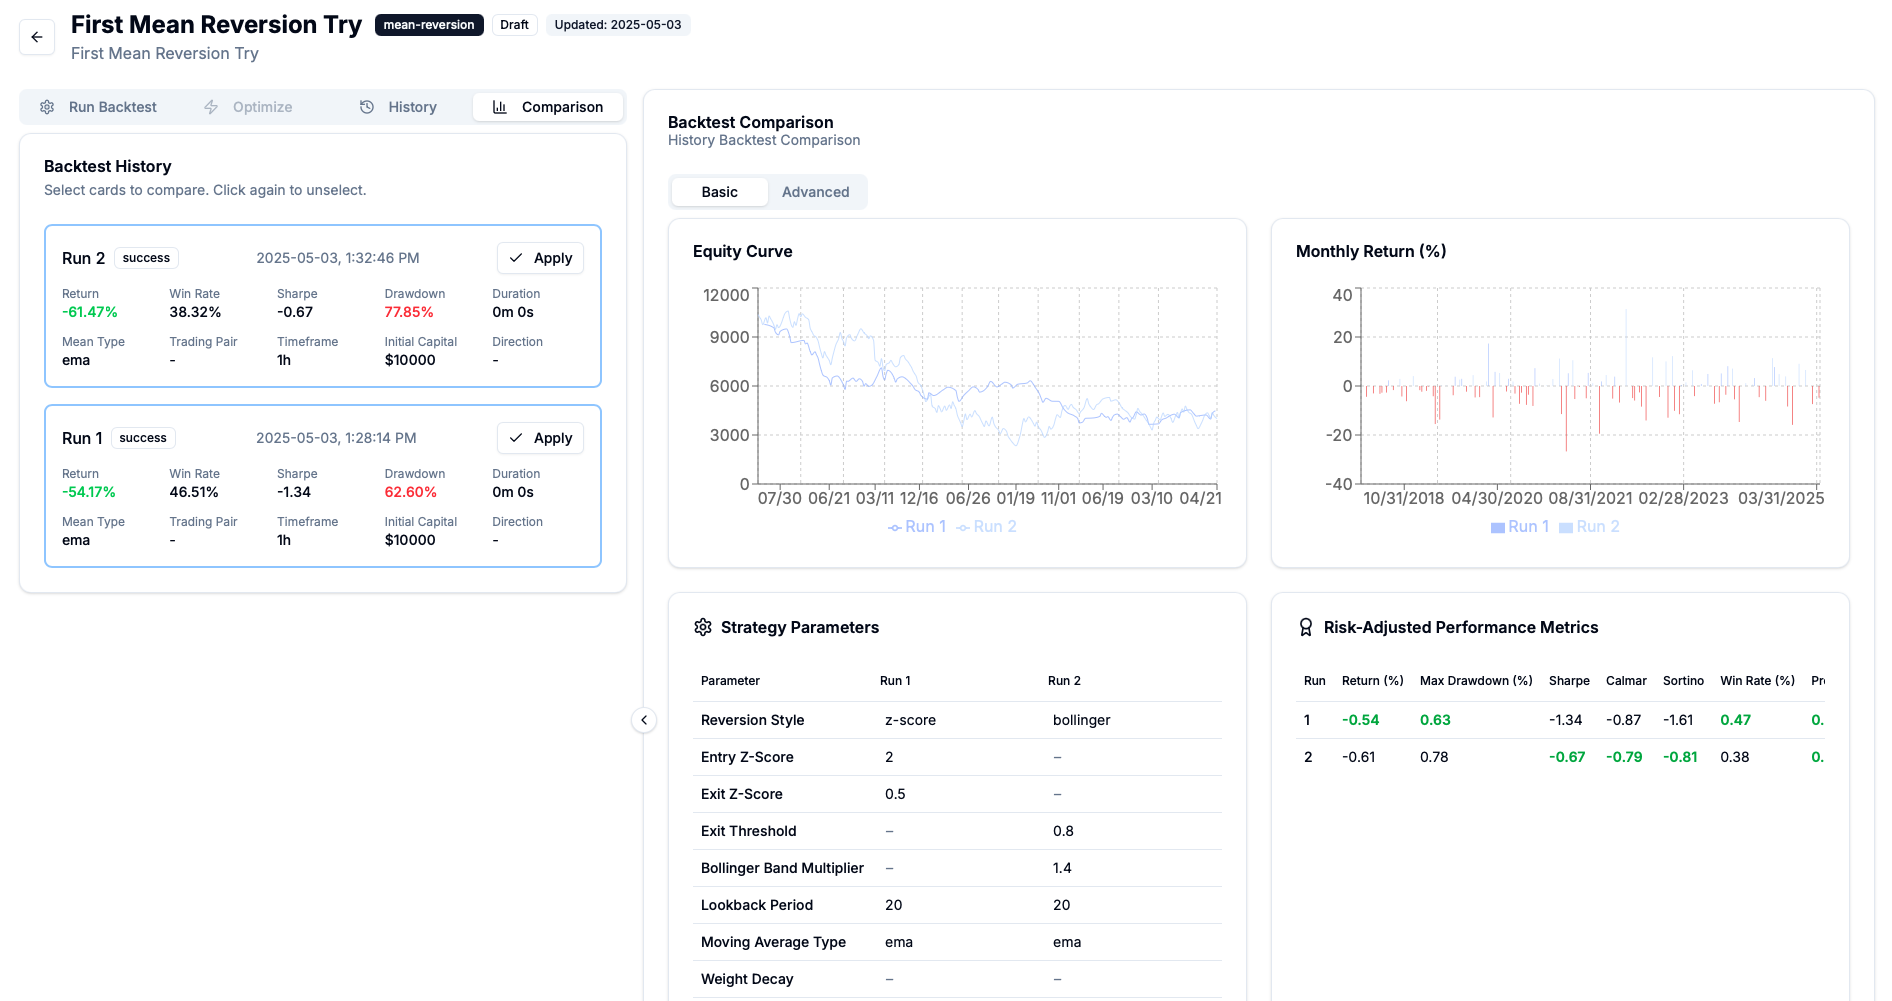 First Mean Reversion Try mean-reversion Draft Updated: 2025-05-03
First Mean Reversion Try
Run Backtest Optimize History Comparison
Backtest History
Select cards to compare. Click again to unselect.
Run 2 success 2025-05-03, 1:32:46 PM Apply
Return Win Rate Sharpe Drawdown Duration
-61.47% 38.32% -0.67 77.85% 0m 0s
Mean Type Trading Pair Timeframe Initial Capital Direction
ema - 1h $10000 -
Run 1 success 2025-05-03, 1:28:14 PM Apply
Return Win Rate Sharpe Drawdown Duration
-54.17% 46.51% -1.34 62.60% 0m 0s
Mean Type Trading Pair Timeframe Initial Capital Direction
ema - 1h $10000 -
Backtest Comparison
History Backtest Comparison
Basic Advanced
Equity Curve
12000
9000
6000
3000
0
07/30 06/21 03/11 12/16 06/26 01/19 11/01 06/19 03/10 04/21
Run 1 Run 2
Monthly Return (%)
40
20
0
-20
-40
10/31/2018 04/30/2020 08/31/2021 02/28/2023 03/31/2025
Run 1 Run 2
Strategy Parameters
Parameter Run 1 Run 2
Reversion Style z-score bollinger
Entry Z-Score 2 –
Exit Z-Score 0.5 –
Exit Threshold – 0.8
Bollinger Band Multiplier – 1.4
Lookback Period 20 20
Moving Average Type ema ema
Weight Decay – –
Risk-Adjusted Performance Metrics
Run Return (%) Max Drawdown (%) Sharpe Calmar Sortino Win Rate (%)
1 -0.54 0.63 -1.34 -0.87 -1.61 0.47 0.
2 -0.61 0.78 -0.67 -0.79 -0.81 0.38 0.